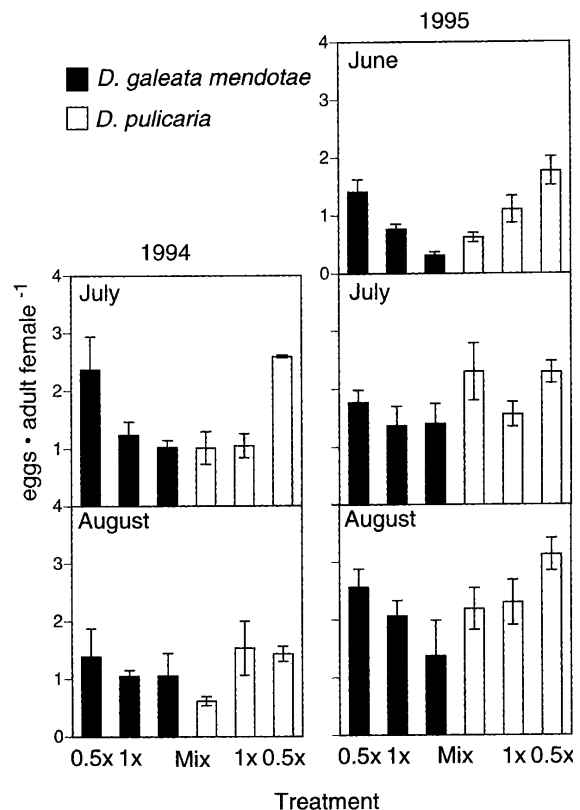 1995
June
D. galeata mendotae
D. pulicaria
4
3
2
1
0
1994
July
4
3
2
1
4
July
eggs • adult female -1
August
3
2
1
0
August
0.5x 1x Mix 1x 0.5x
0.5x 1x Mix 1x 0.5x
Treatment